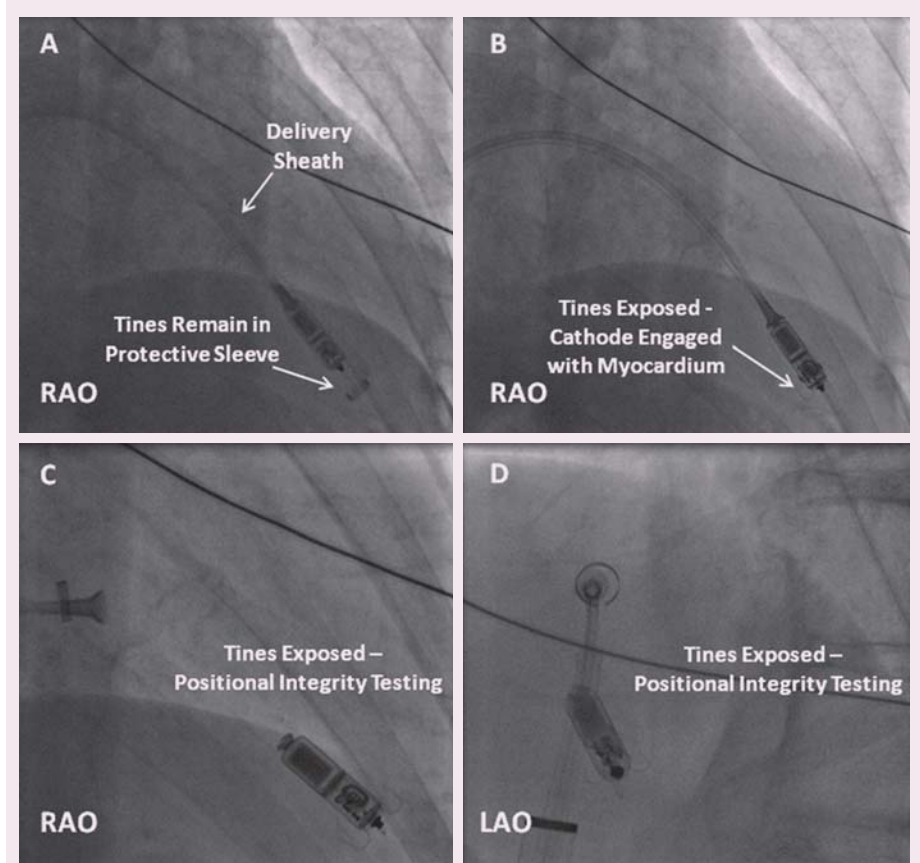 A
Delivery
Sheath
Tines Remain in
Protective Sleeve
RAO
B
Tines Exposed -
Cathode Engaged
with Myocardium
RAO
C
Tines Exposed –
Positional Integrity Testing
RAO
D
Tines Exposed –
Positional Integrity Testing
LAO